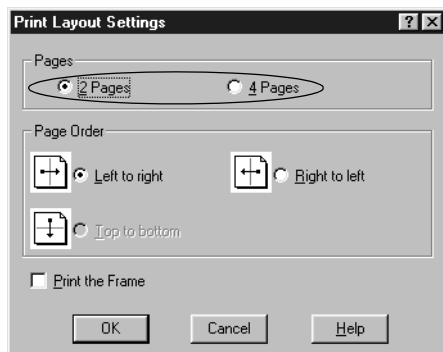 Print Layout Settings
Pages
2 Pages 4 Pages
Page Order
Left to right Right to left
Top to bottom
Print the Frame
OK Cancel Help